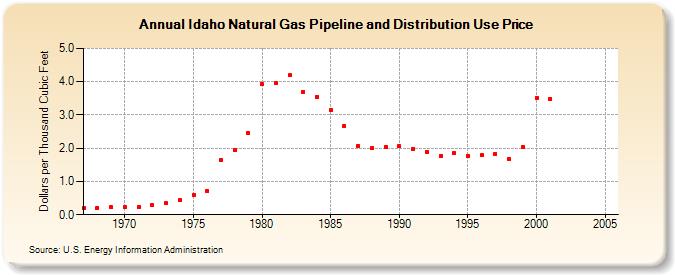 Annual Idaho Natural Gas Pipeline and Distribution Use Price
Dollars per Thousand Cubic Feet
5.0
4.0
3.0
2.0
1.0
0.0
1970 1975 1980 1985 1990 1995 2000 2005
Source: U.S. Energy Information Administration